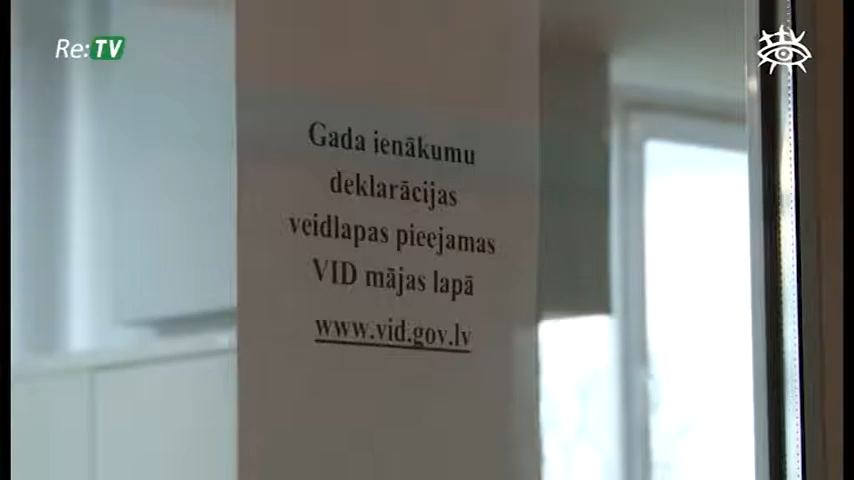 Re:TV
Gada ienākumu
deklarācijas
veidlapas pieejamas
VID mājas lapā
www.vid.gov.lv